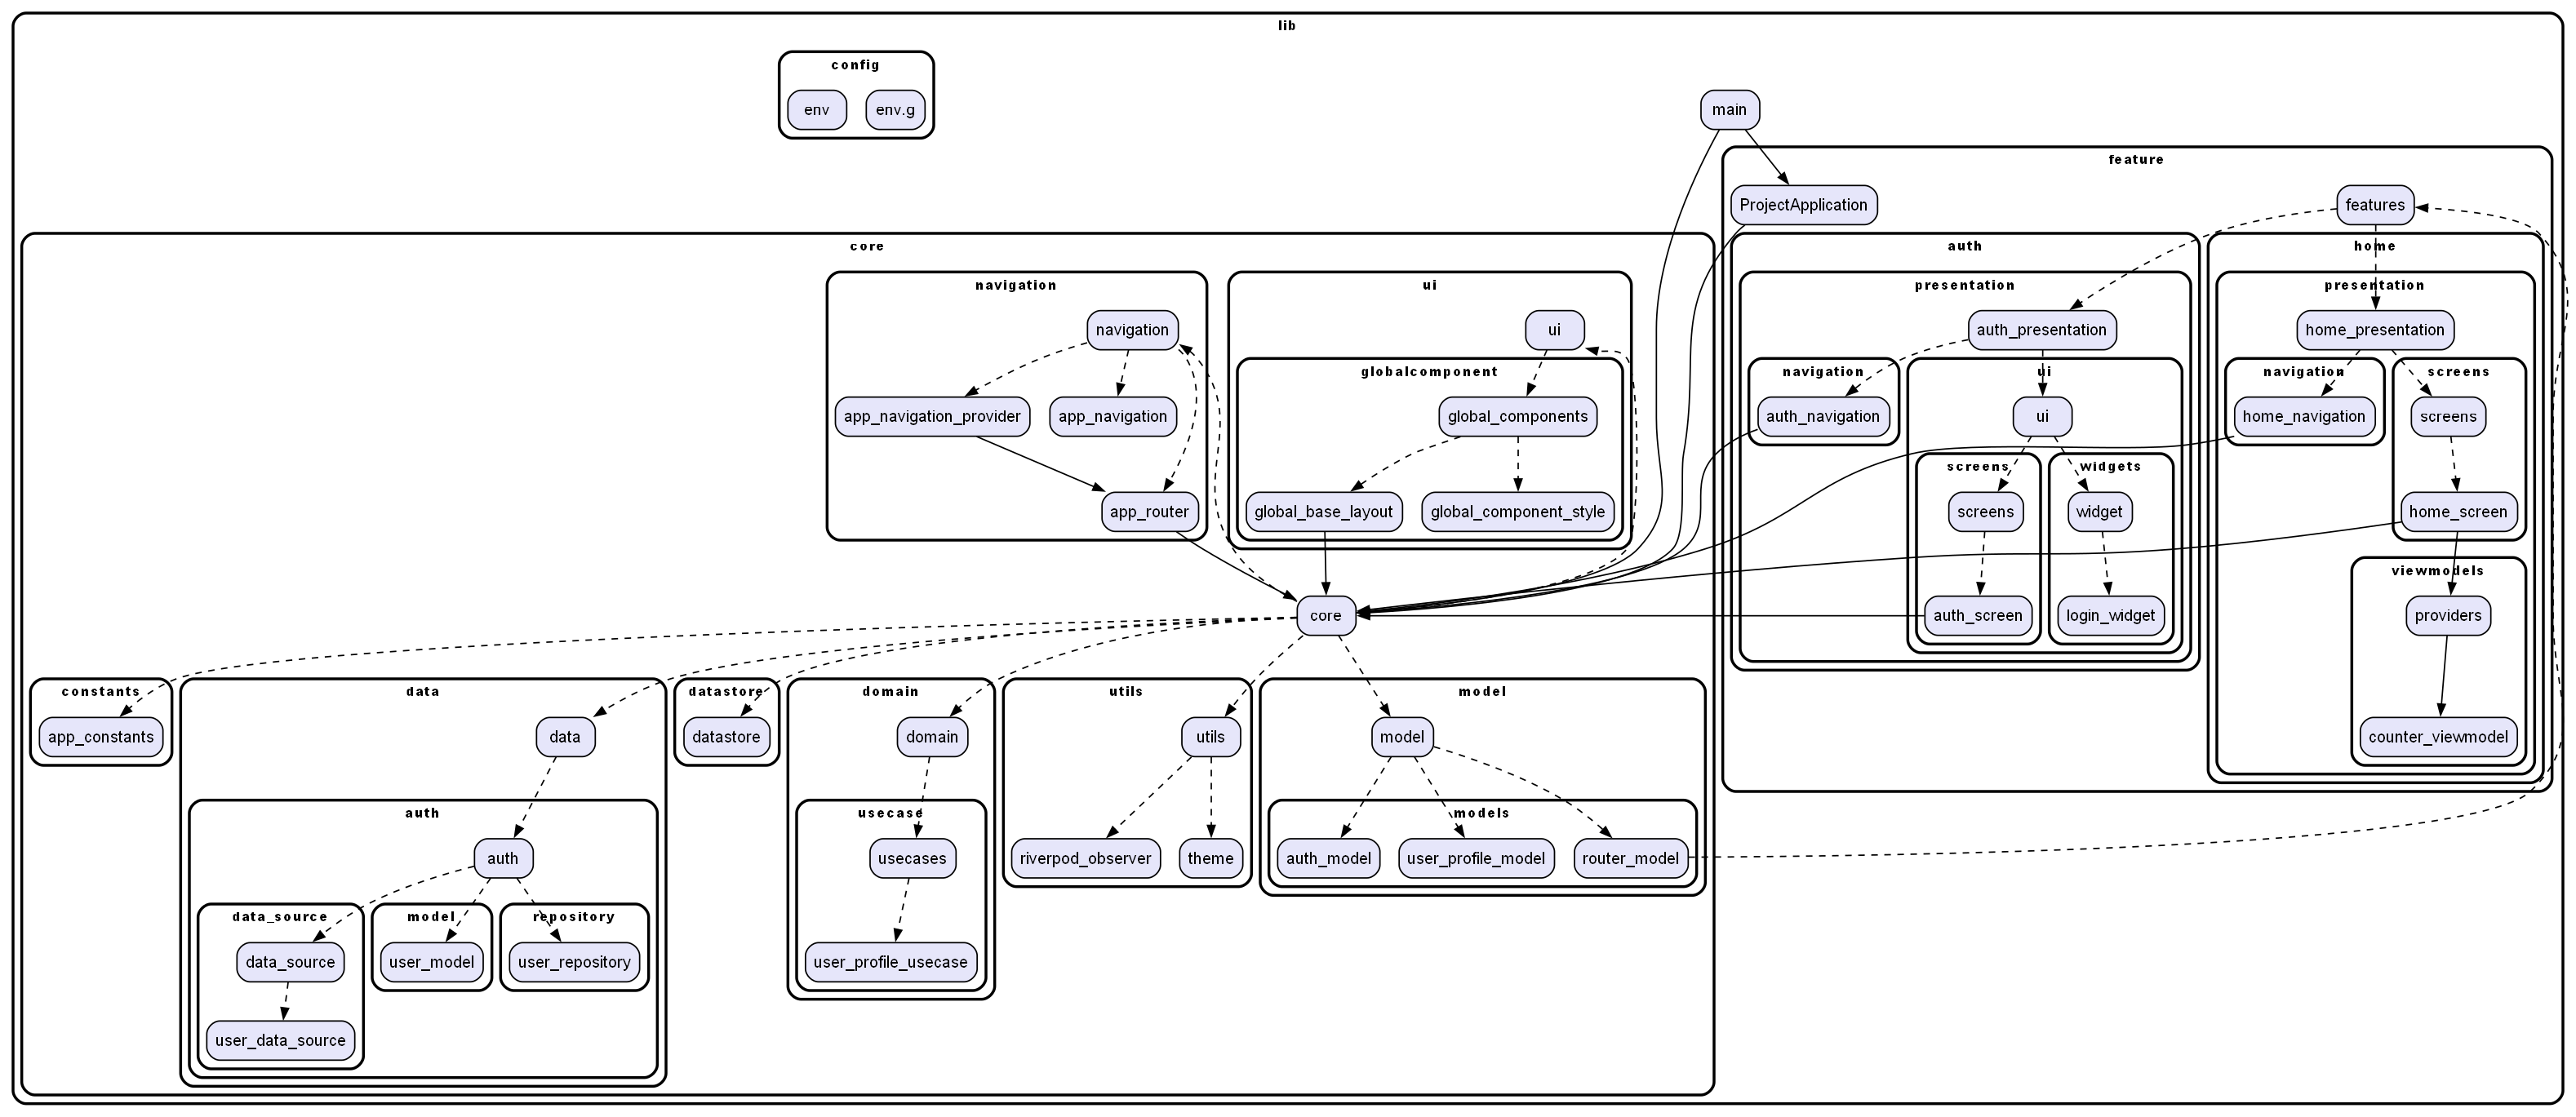 lib
config
env
env.g
main
feature
ProjectApplication
features
core
auth
home
navigation
ui
presentation
presentation
navigation
ui
auth_presentation
home_presentation
globalcomponent
navigation
ui
navigation
screens
app_navigation_provider
app_navigation
global_components
auth_navigation
ui
home_navigation
screens
screens
widgets
app_router
global_base_layout
global_component_style
screens
widget
home_screen
viewmodels
core
auth_screen
login_widget
providers
constants
data
datastore
domain
utils
model
app_constants
data
datastore
domain
utils
model
counter_viewmodel
auth
usecase
models
auth
usecases
riverpod_observer
theme
auth_model
user_profile_model
router_model
data_source
model
repository
data_source
user_model
user_repository
user_profile_usecase
user_data_source